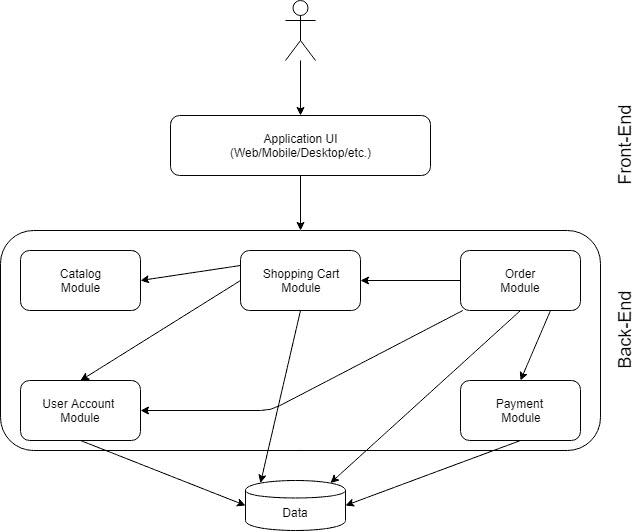 Application UI
(Web/Mobile/Desktop/etc.)
Front-End
Catalog
Module
Shopping Cart
Module
Order
Module
Back-End
User Account
Module
Payment
Module
Data